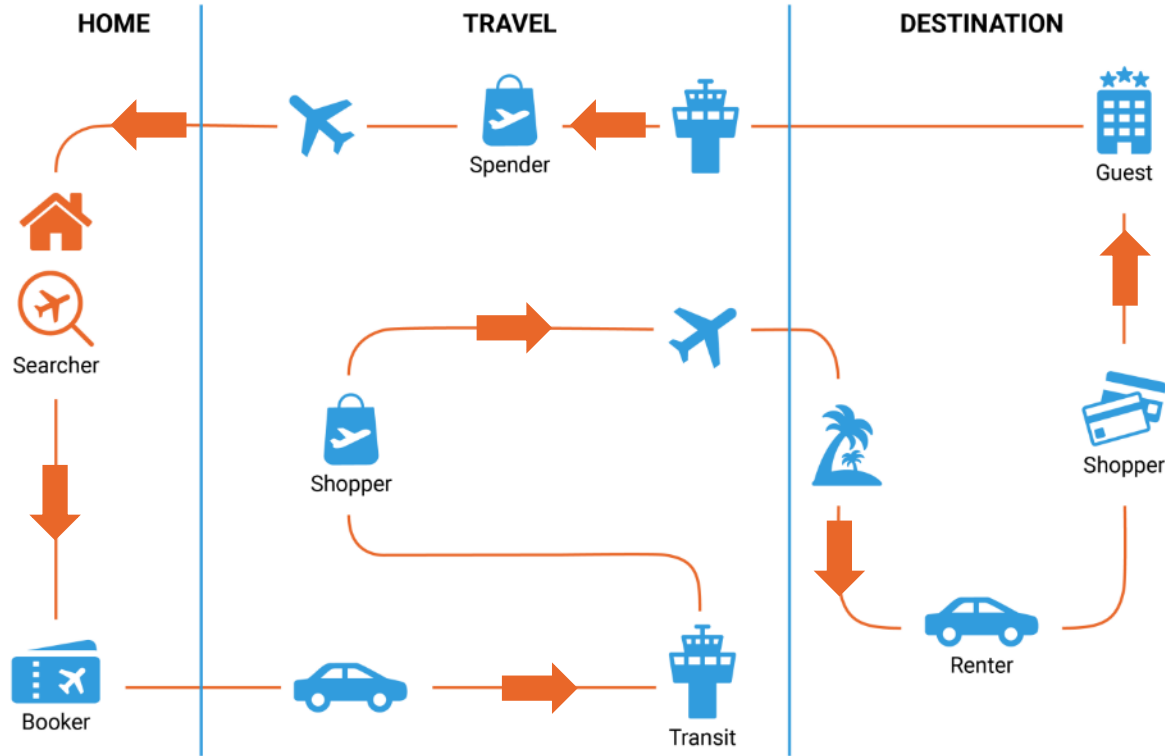 HOME
TRAVEL
DESTINATION
Spender
Guest
Searcher
Shopper
Shopper
Renter
Booker
Transit